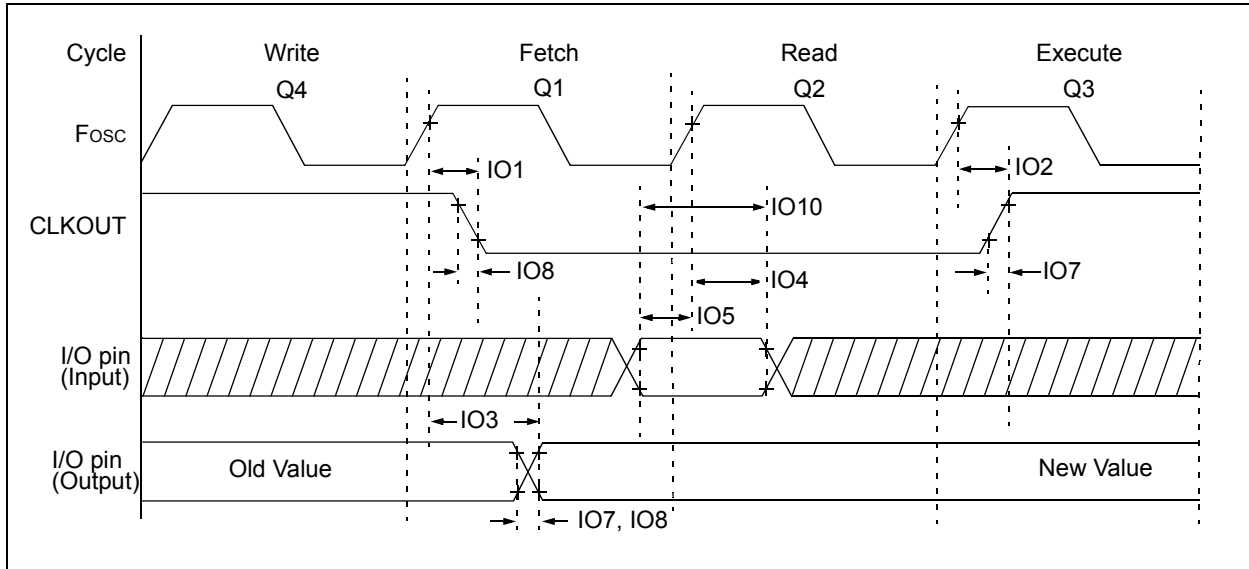 Cycle Write Fetch Read Execute
Q4 Q1 Q2 Q3
Fosc
IO1 IO2
IO10
CLKOUT
IO8 IO4 IO7
IO5
I/O pin
(Input)
IO3
I/O pin
(Output)
Old Value New Value
IO7, IO8